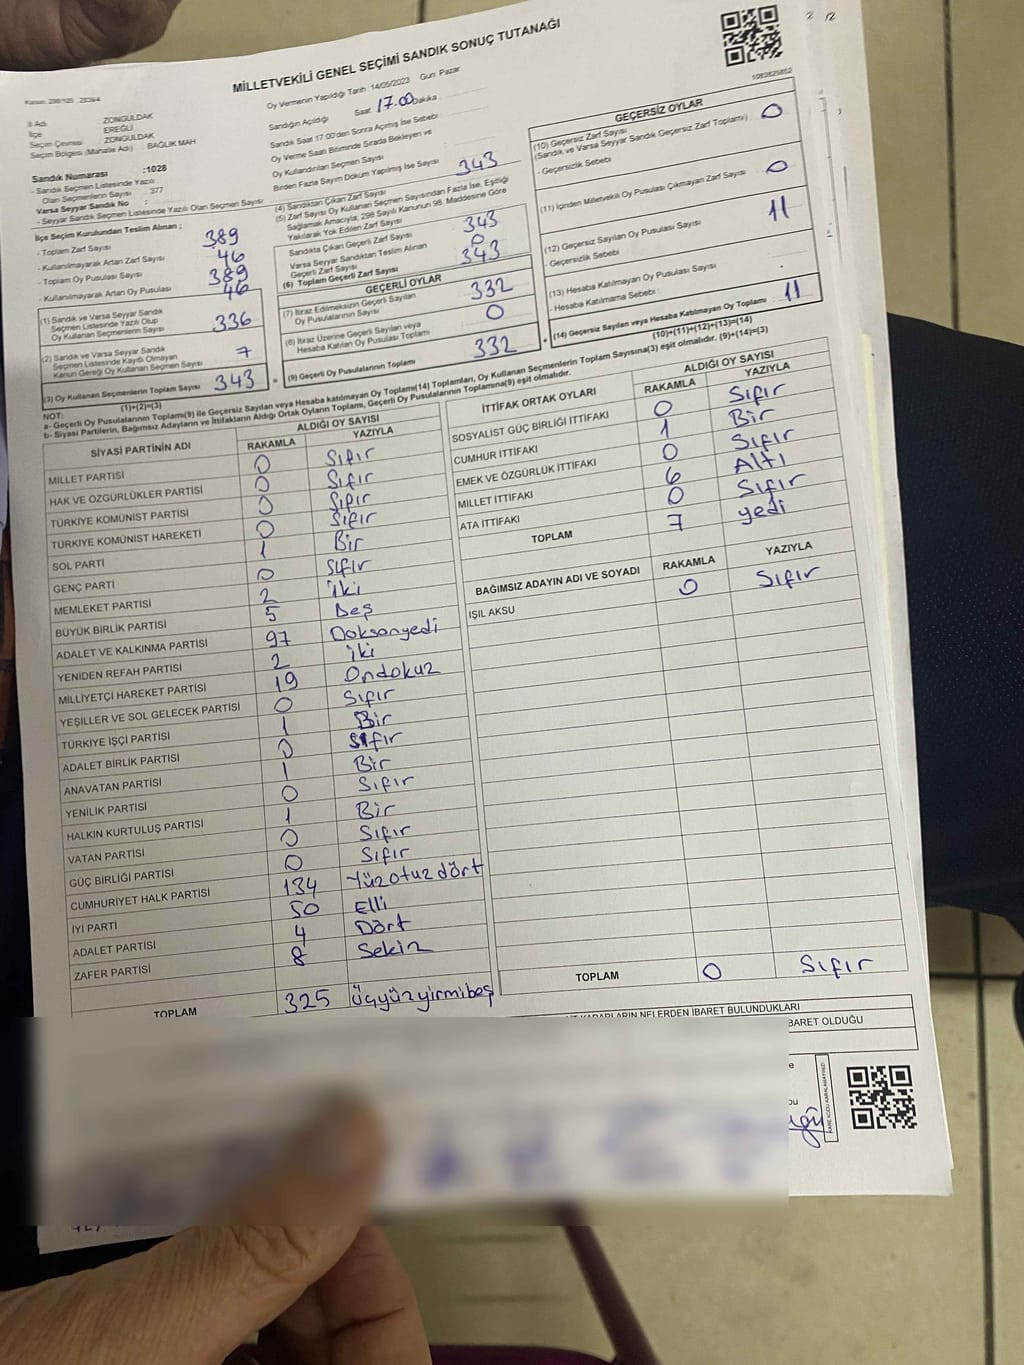 2 /2
MİLLETVEKİLİ GENEL SEÇİMİ SANDIK SONUÇ TUTANAĞI
İl Adı : ZONGULDAK
İlçe : EREĞLİ
Seçim Çevresi : ZONGULDAK
Seçim Bölgesi (Mahalle Adı) : BAĞLIK MAH.
Sandık Numarası :1028
- Sandık Seçmen Listesinde Yazılı Olan Seçmenlerin Sayısı : 377
Varsa Seyyar Sandık No :
- Seyyar Sandık Seçmen Listesinde Yazılı Olan Seçmen Sayısı
İlçe Seçim Kurulundan Teslim Alınan ;
- Toplam Zarf Sayısı 389
- Kullanılmayarak Artan Zarf Sayısı 46
- Toplam Oy Pusulası Sayısı 389
- Kullanılmayarak Artan Oy Pusulası 46
(1) Sandık ve Varsa Seyyar Sandık Seçmen Listesinde Yazılı Olup Oy Kullanan Seçmenlerin Sayısı 336
(2) Sandık ve Varsa Seyyar Sandık Seçmen Listesinde Kayıtlı Olmayan Kanun Gereği Oy Kullanan Seçmen Sayısı 7
(3) Oy Kullanan Seçmenlerin Toplam Sayısı 343
(1)+(2)=(3)
Oy Vermenin Yapıldığı Tarih : 14/05/2023 Gün: Pazar
Sandığın Açıldığı Saat: 17.00 Dakika :
Sandık Saat 17:00'den Sonra Açılmış İse Sebebi
Oy Verme Saati Bitiminde Sırada Bekleyen ve Oy Kullandırılan Seçmen Sayısı
Birden Fazla Sayım Döküm Yapılmış İse Sayısı
(4) Sandıktan Çıkan Zarf Sayısı 343
(5) Zarf Sayısı Oy Kullanan Seçmen Sayısından Fazla İse, Eşitliği Sağlamak Amacıyla; 298 Sayılı Kanunun 98. Maddesine Göre Yakılarak Yok Edilen Zarf Sayısı
Sandıkta Çıkan Geçerli Zarf Sayısı 343
Varsa Seyyar Sandıktan Teslim Alınan Geçerli Zarf Sayısı 0
(6) Toplam Geçerli Zarf Sayısı 343
GEÇERLİ OYLAR
(7) İtiraz Edilmeksizin Geçerli Sayılan Oy Pusulalarının Sayısı 332
(8) İtiraz Üzerine Geçerli Sayılan veya Hesaba Katılan Oy Pusulası Toplamı 0
(9) Geçerli Oy Pusulalarının Toplamı 332
GEÇERSİZ OYLAR
(10) Geçersiz Zarf Sayısı
(Sandık ve Varsa Seyyar Sandık Geçersiz Zarf Toplamı) : 0
- Geçersizlik Sebebi
(11) İçinden Milletvekili Oy Pusulası Çıkmayan Zarf Sayısı 0
(12) Geçersiz Sayılan Oy Pusulası Sayısı 11
- Geçersizlik Sebebi
(13) Hesaba Katılmayan Oy Pusulası Sayısı
- Hesaba Katılmama Sebebi :
(14) Geçersiz Sayılan veya Hesaba Katılmayan Oy Toplamı : 11
(10)+(11)+(12)+(13)=(14)
NOT:
a- Geçerli Oy Pusulalarının Toplamı(9) ile Geçersiz Sayılan veya Hesaba katılmayan Oy Toplamı(14) Toplamları, Oy Kullanan Seçmenlerin Toplam Sayısına(3) eşit olmalıdır. (9)+(14)=(3)
b- Siyasi Partilerin, Bağımsız Adayların ve İttifakların Aldığı Ortak Oyların Toplamı, Geçerli Oy Pusulalarının Toplamına(9) eşit olmalıdır.
SİYASİ PARTİNİN ADI ALDIĞI OY SAYISI
RAKAMLA YAZIYLA
MİLLET PARTİSİ 0 Sıfır
HAK VE ÖZGÜRLÜKLER PARTİSİ 0 Sıfır
TÜRKİYE KOMÜNİST PARTİSİ 0 Sıfır
TÜRKİYE KOMÜNİST HAREKETİ 0 Sıfır
SOL PARTİ 1 Bir
GENÇ PARTİ 0 Sıfır
MEMLEKET PARTİSİ 2 iki
BÜYÜK BİRLİK PARTİSİ 5 Beş
ADALET VE KALKINMA PARTİSİ 97 Doksanyedi
YENİDEN REFAH PARTİSİ 2 iki
MİLLİYETÇİ HAREKET PARTİSİ 19 Ondokuz
YEŞİLLER VE SOL GELECEK PARTİSİ 0 Sıfır
TÜRKİYE İŞÇİ PARTİSİ 1 Bir
ADALET BİRLİK PARTİSİ 0 Sıfır
ANAVATAN PARTİSİ 1 Bir
YENİLİK PARTİSİ 0 Sıfır
HALKIN KURTULUŞ PARTİSİ 1 Bir
VATAN PARTİSİ 0 Sıfır
GÜÇ BİRLİĞİ PARTİSİ 0 Sıfır
CUMHURİYET HALK PARTİSİ 134 Yüzotuzdört
İYİ PARTİ 50 Elli
ADALET PARTİSİ 4 Dört
ZAFER PARTİSİ 8 Sekiz
TOPLAM 325 Üçyüzyirmibeş
İTTİFAK ORTAK OYLARI ALDIĞI OY SAYISI
RAKAMLA YAZIYLA
SOSYALİST GÜÇ BİRLİĞİ İTTİFAKI 0 Sıfır
CUMHUR İTTİFAKI 1 Bir
EMEK VE ÖZGÜRLÜK İTTİFAKI 0 Sıfır
MİLLET İTTİFAKI 6 Altı
ATA İTTİFAKI 0 Sıfır
TOPLAM 7 yedi
BAĞIMSIZ ADAYIN ADI VE SOYADI RAKAMLA YAZIYLA
IŞIL AKSU 0 Sıfır
TOPLAM 0 Sıfır
NELERDEN İBARET BULUNDUKLARI
İBARET OLDUĞU